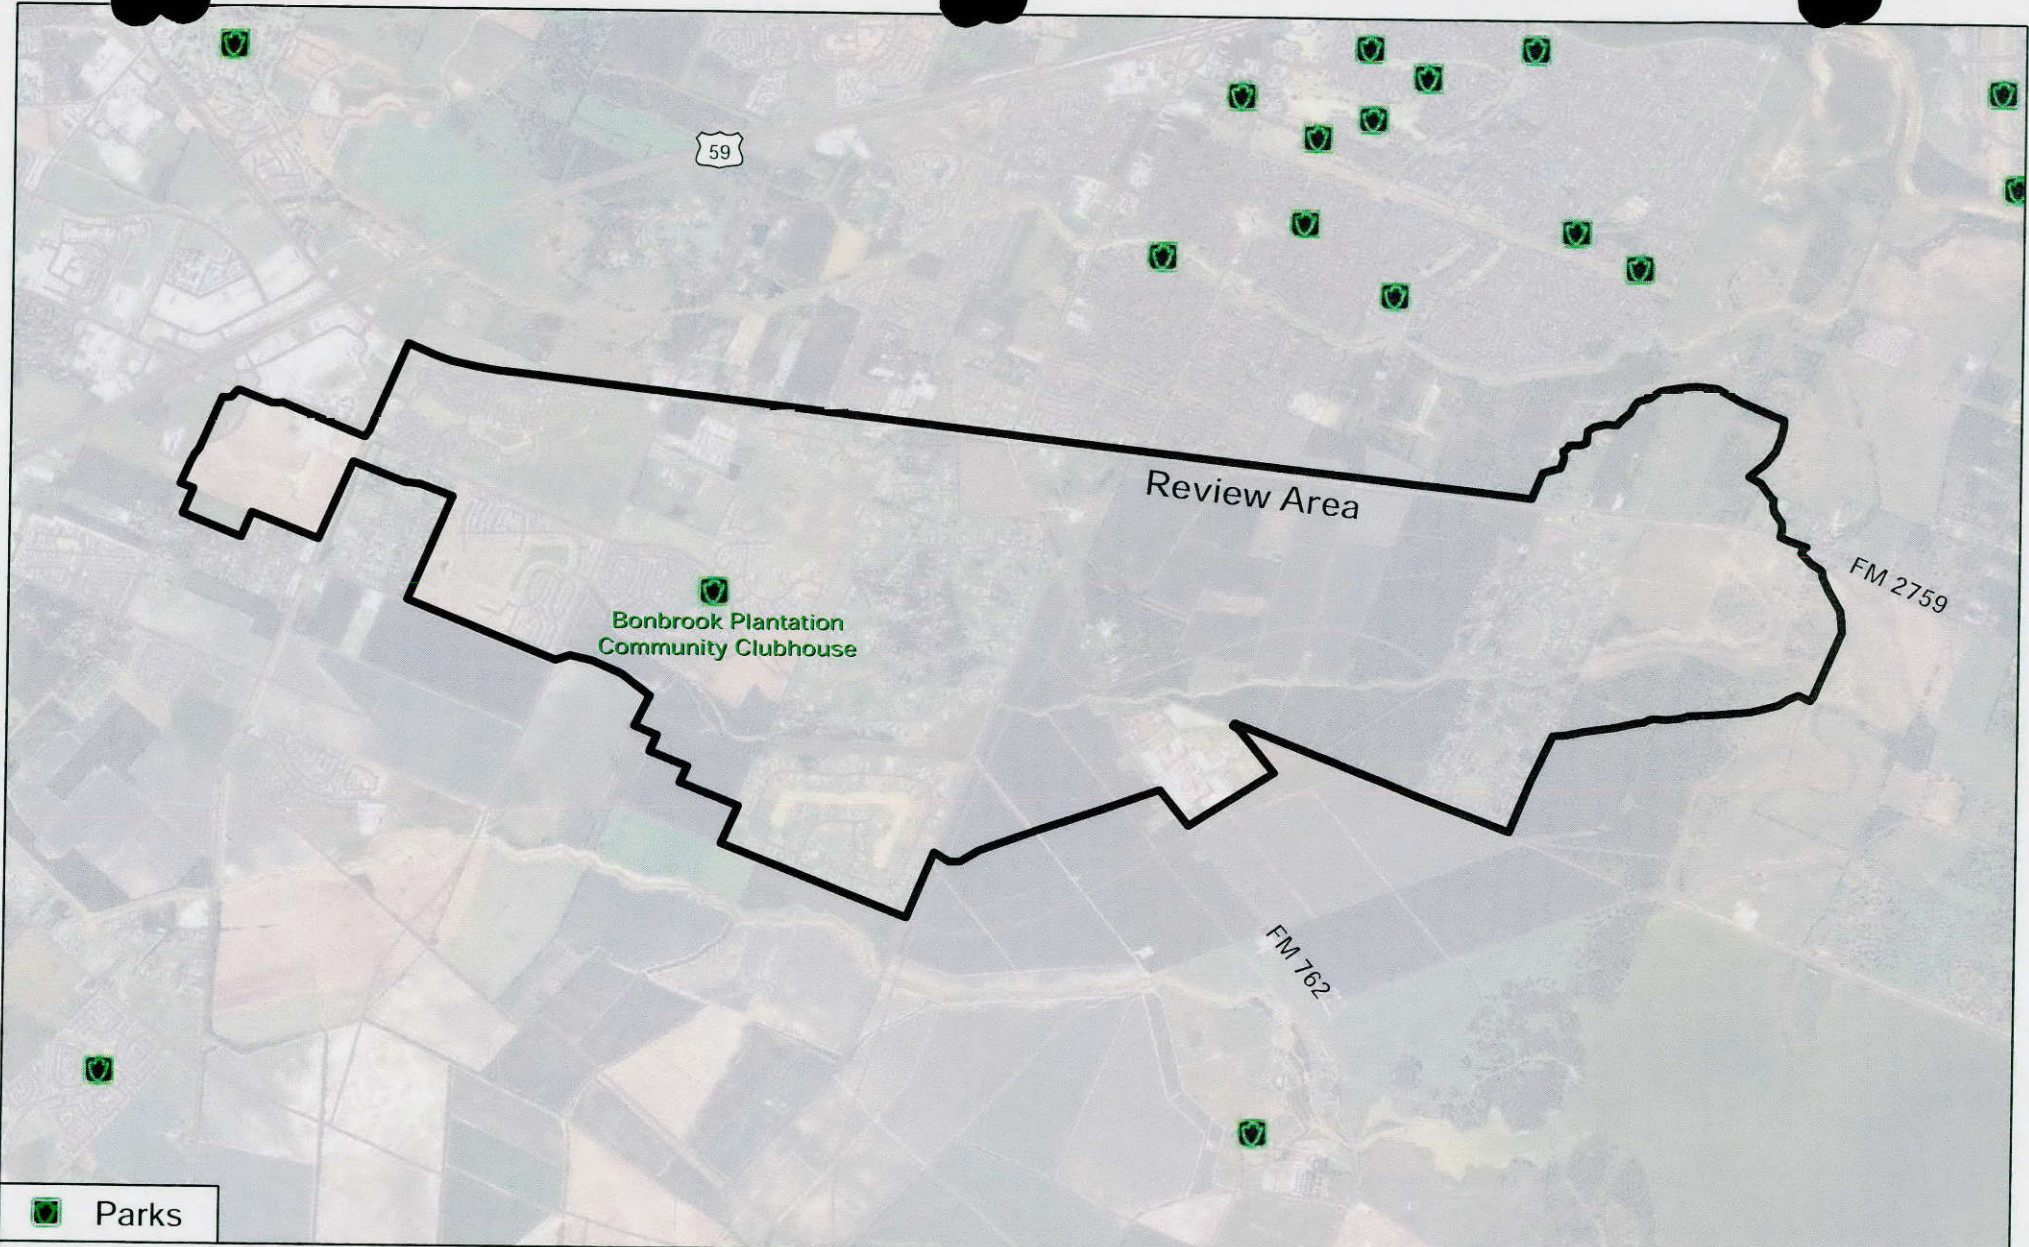 59
Review Area
FM 2759
Bonbrook Plantation
Community Clubhouse
FM 762
Parks